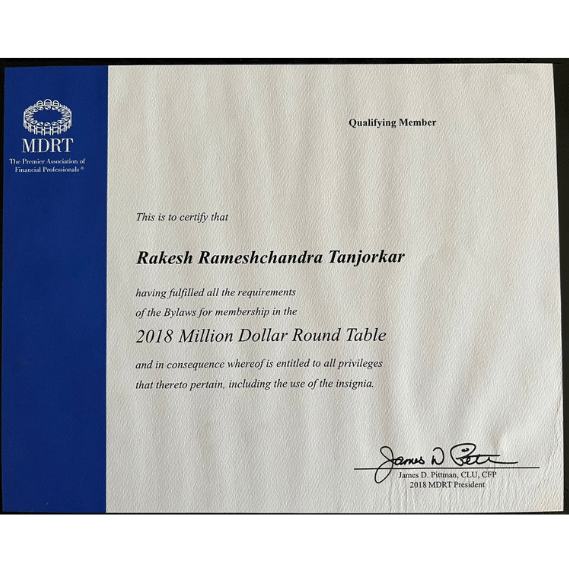 MDRT
The Premier Association of
Financial Professionals®
Qualifying Member
This is to certify that
Rakesh Rameshchandra Tanjorkar
having fulfilled all the requirements
of the Bylaws for membership in the
2018 Million Dollar Round Table
and in consequence whereof is entitled to all privileges
that thereto pertain, including the use of the insignia.
James D. Pittman, CLU, CFP
2018 MDRT President